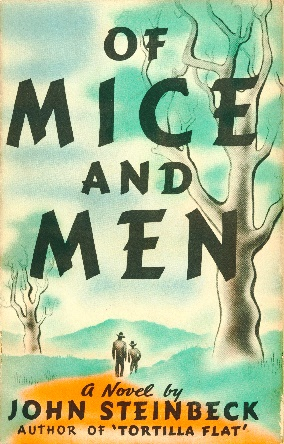 OF
MICE
AND
MEN
A Novel by
JOHN STEINBECK
AUTHOR OF 'TORTILLA FLAT'